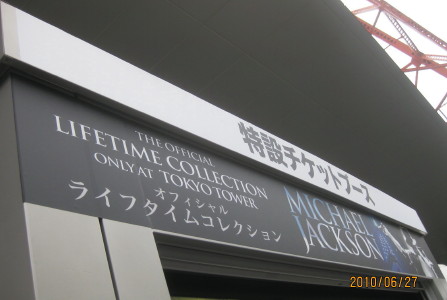 特設チケットブース
THE OFFICIAL
LIFETIME COLLECTION
ONLY AT TOKYO TOWER
オフィシャル
ライフタイムコレクション
MICHAEL
JACKSON
2010/06/27